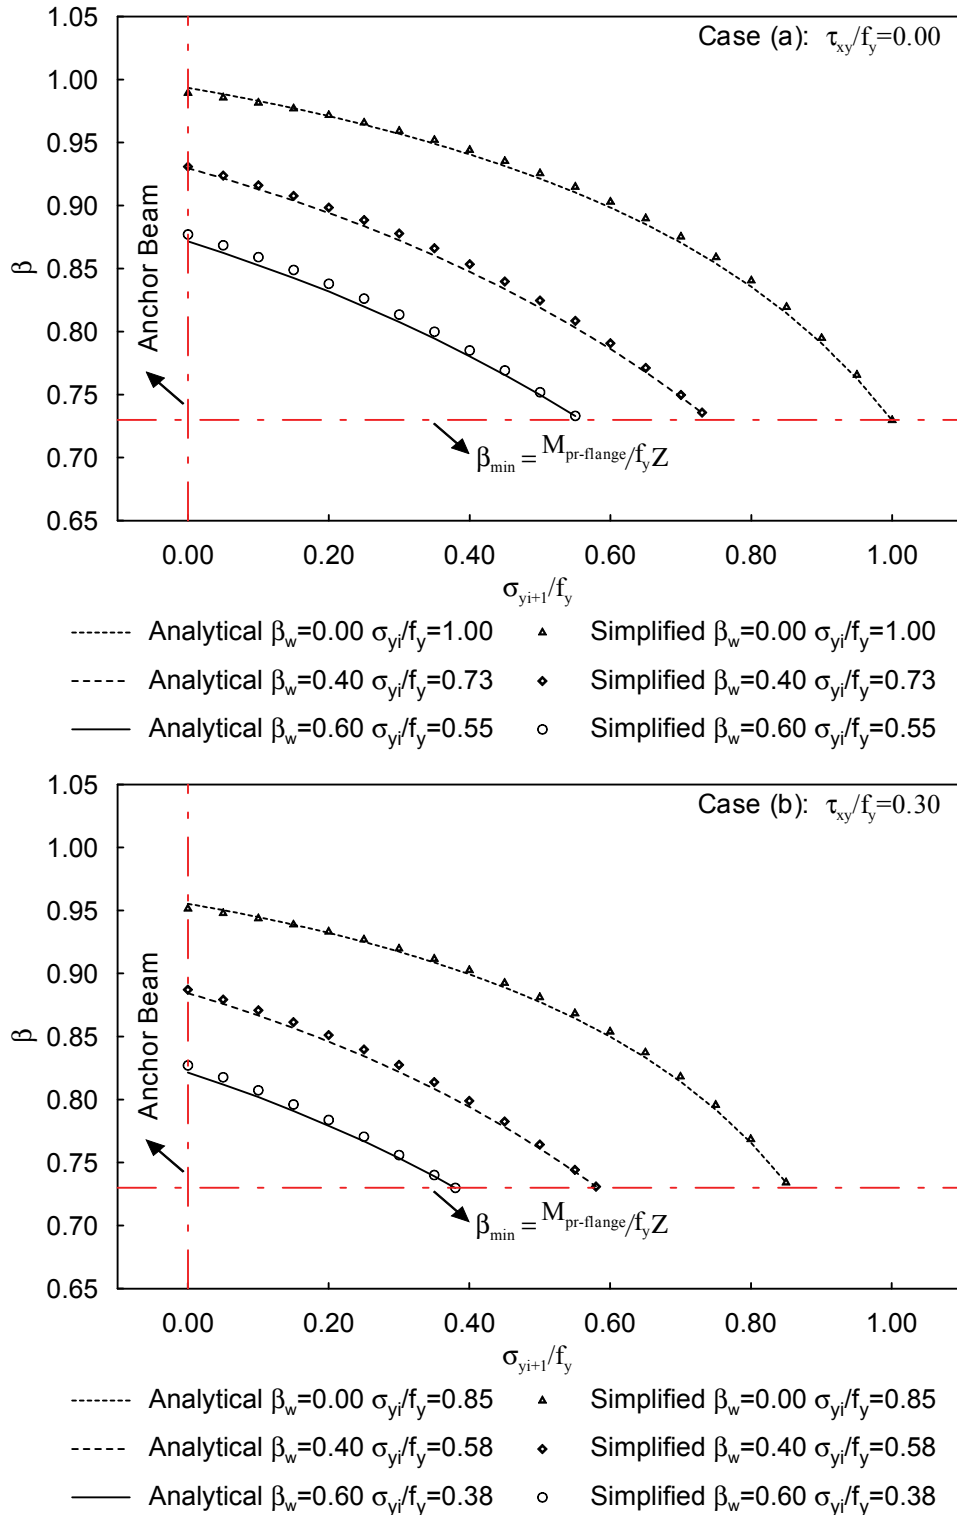 1.05
Case (a): τxy/fy=0.00
1.00
0.95
0.90
0.85
β
Anchor Beam
0.80
0.75
βmin = Mpr-flange/fyZ
0.70
0.65
0.00 0.20 0.40 0.60 0.80 1.00
σyi+1/fy
Analytical βw=0.00 σyi/fy=1.00 Simplified βw=0.00 σyi/fy=1.00
Analytical βw=0.40 σyi/fy=0.73 Simplified βw=0.40 σyi/fy=0.73
Analytical βw=0.60 σyi/fy=0.55 Simplified βw=0.60 σyi/fy=0.55
1.05
Case (b): τxy/fy=0.30
1.00
0.95
0.90
0.85
β
Anchor Beam
0.80
0.75
βmin = Mpr-flange/fyZ
0.70
0.65
0.00 0.20 0.40 0.60 0.80 1.00
σyi+1/fy
Analytical βw=0.00 σyi/fy=0.85 Simplified βw=0.00 σyi/fy=0.85
Analytical βw=0.40 σyi/fy=0.58 Simplified βw=0.40 σyi/fy=0.58
Analytical βw=0.60 σyi/fy=0.38 Simplified βw=0.60 σyi/fy=0.38